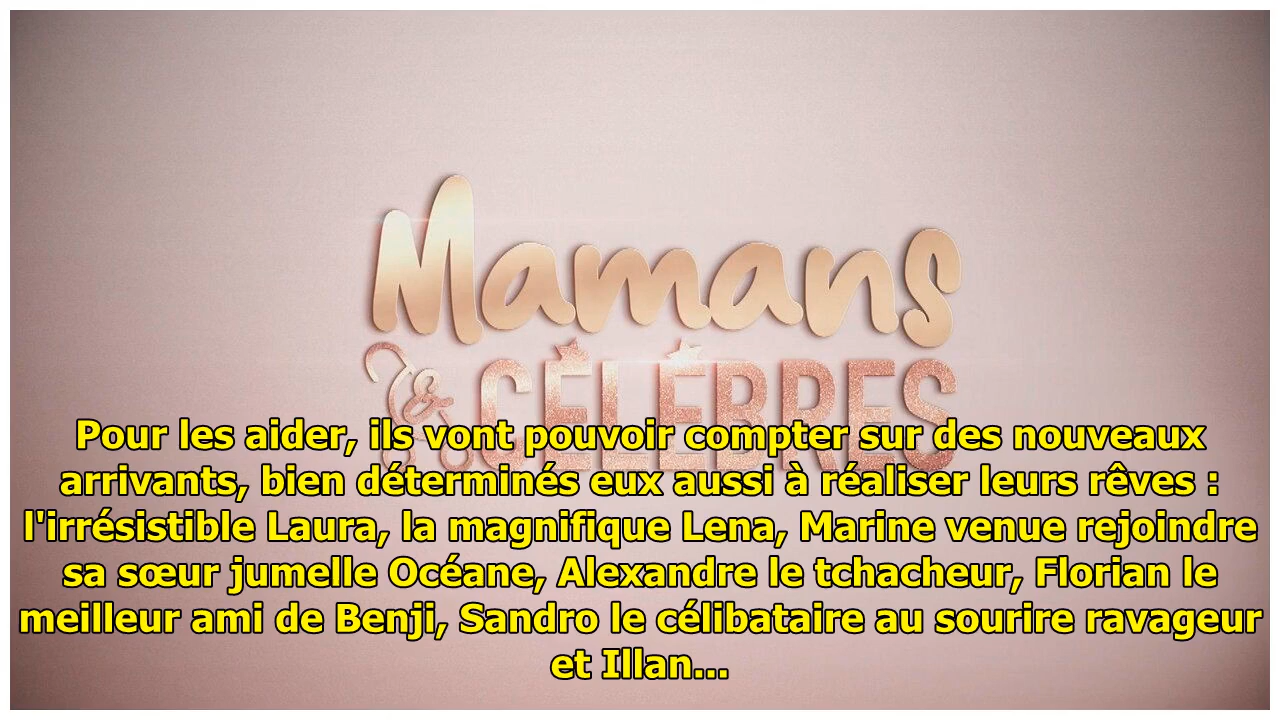 Mamans
& CÉLÈBRES
Pour les aider, ils vont pouvoir compter sur des nouveaux
arrivants, bien déterminés eux aussi à réaliser leurs rêves :
l'irrésistible Laura, la magnifique Lena, Marine venue rejoindre
sa sœur jumelle Océane, Alexandre le tchacheur, Florian le
meilleur ami de Benji, Sandro le célibataire au sourire ravageur
et Illan...